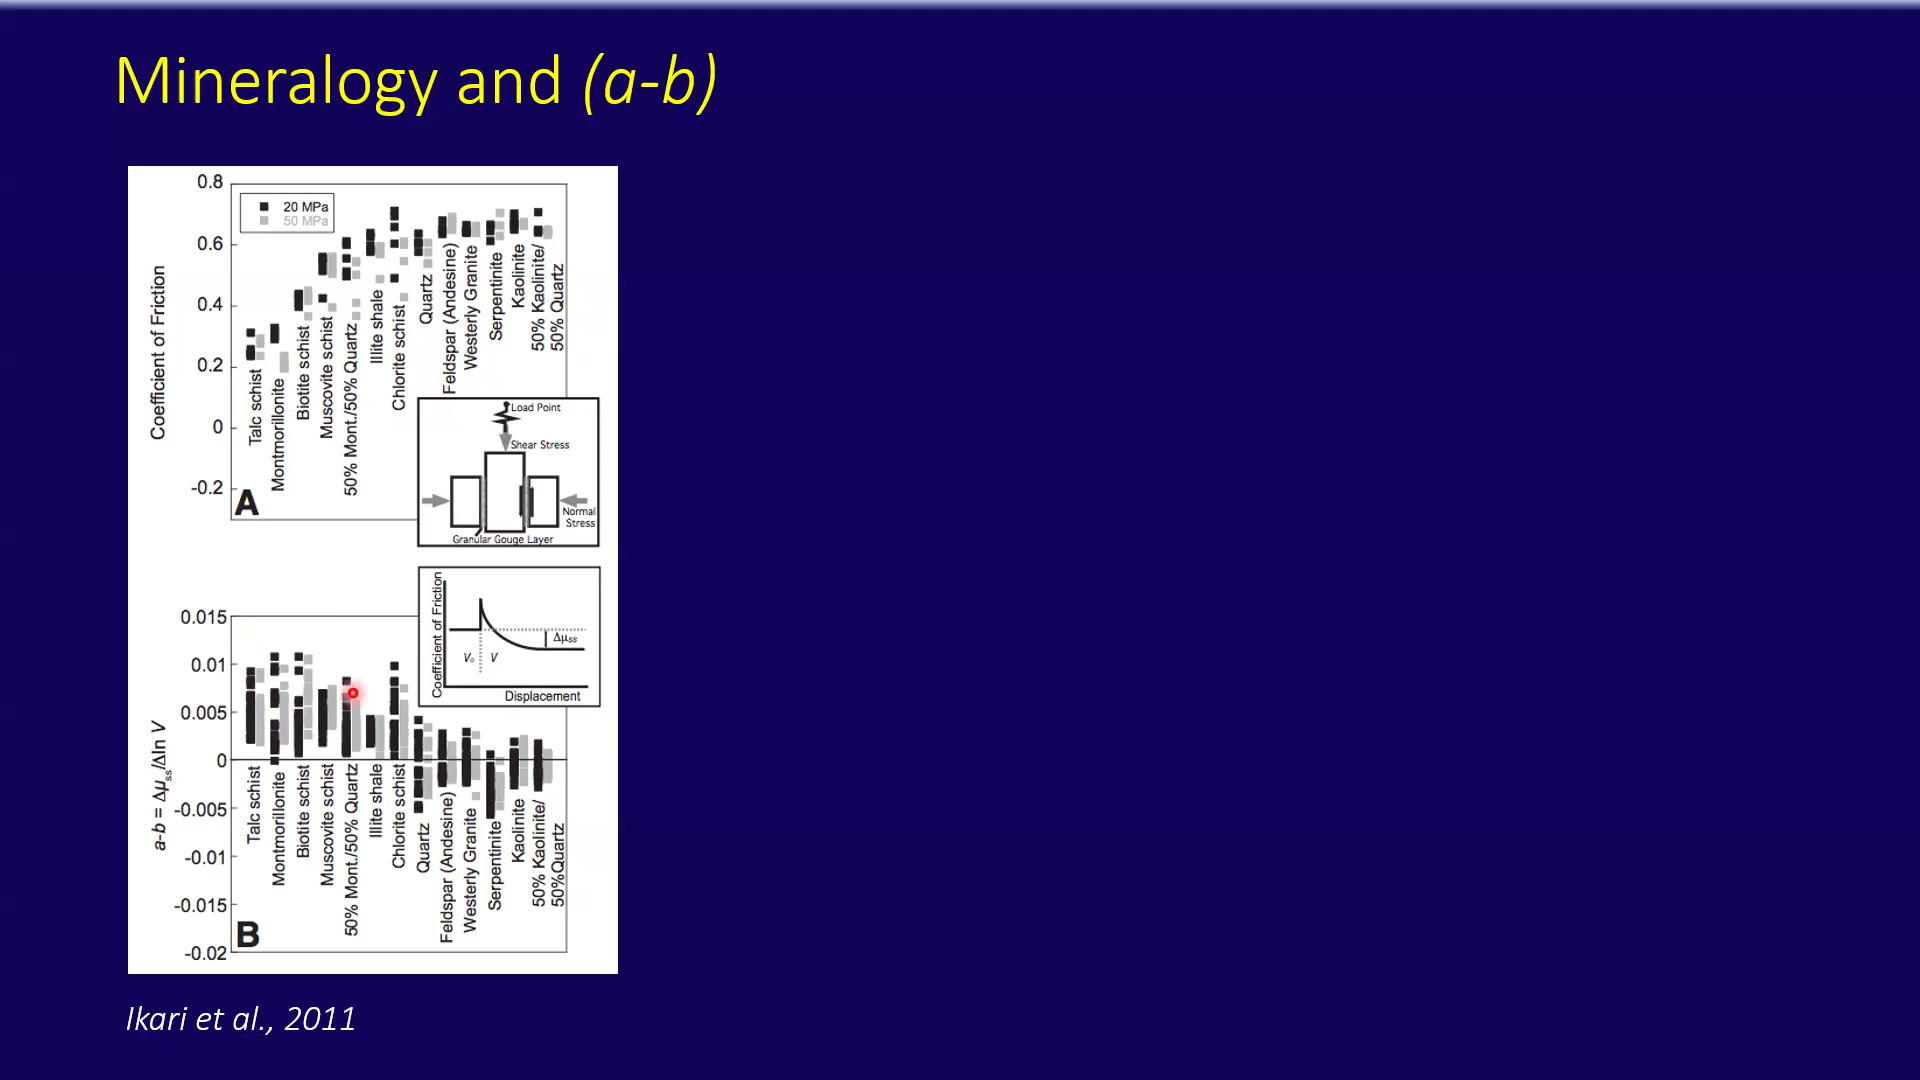 Mineralogy and (a-b)
0.8
0.6
0.4
0.2
0
-0.2
Coefficient of Friction
20 MPa
50 MPa
Talc schist
Montmorillonite
Biotite schist
Muscovite schist
50% Mont./50% Quartz
Illite shale
Chlorite schist
Quartz
Feldspar (Andesine)
Westerly Granite
Serpentinite
Kaolinite
50% Kaolinite/
50% Quartz
A
Load Point
Shear Stress
Normal
Stress
Granular Gouge Layer
Coefficient of Friction
Δμss
Vₒ
V
Displacement
0.015
0.01
0.005
0
-0.005
-0.01
-0.015
-0.02
a-b = Δμss/Δln V
Talc schist
Montmorillonite
Biotite schist
Muscovite schist
50% Mont./50% Quartz
Illite shale
Chlorite schist
Quartz
Feldspar (Andesine)
Westerly Granite
Serpentinite
Kaolinite
50% Kaolinite/
50%Quartz
B
Ikari et al., 2011